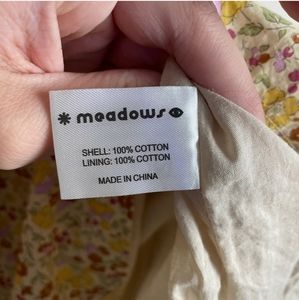 meadows
SHELL: 100% COTTON
LINING: 100% COTTON
MADE IN CHINA